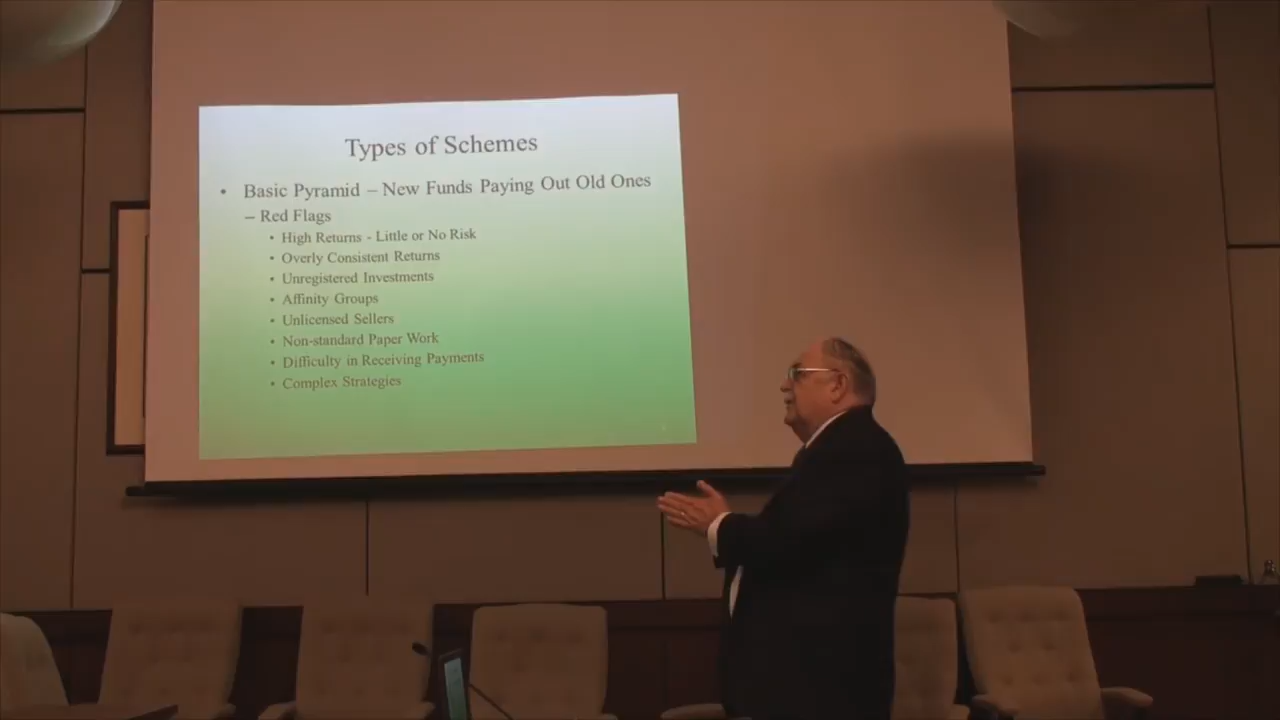 Types of Schemes
• Basic Pyramid – New Funds Paying Out Old Ones
– Red Flags
• High Returns - Little or No Risk
• Overly Consistent Returns
• Unregistered Investments
• Affinity Groups
• Unlicensed Sellers
• Non-standard Paper Work
• Difficulty in Receiving Payments
• Complex Strategies